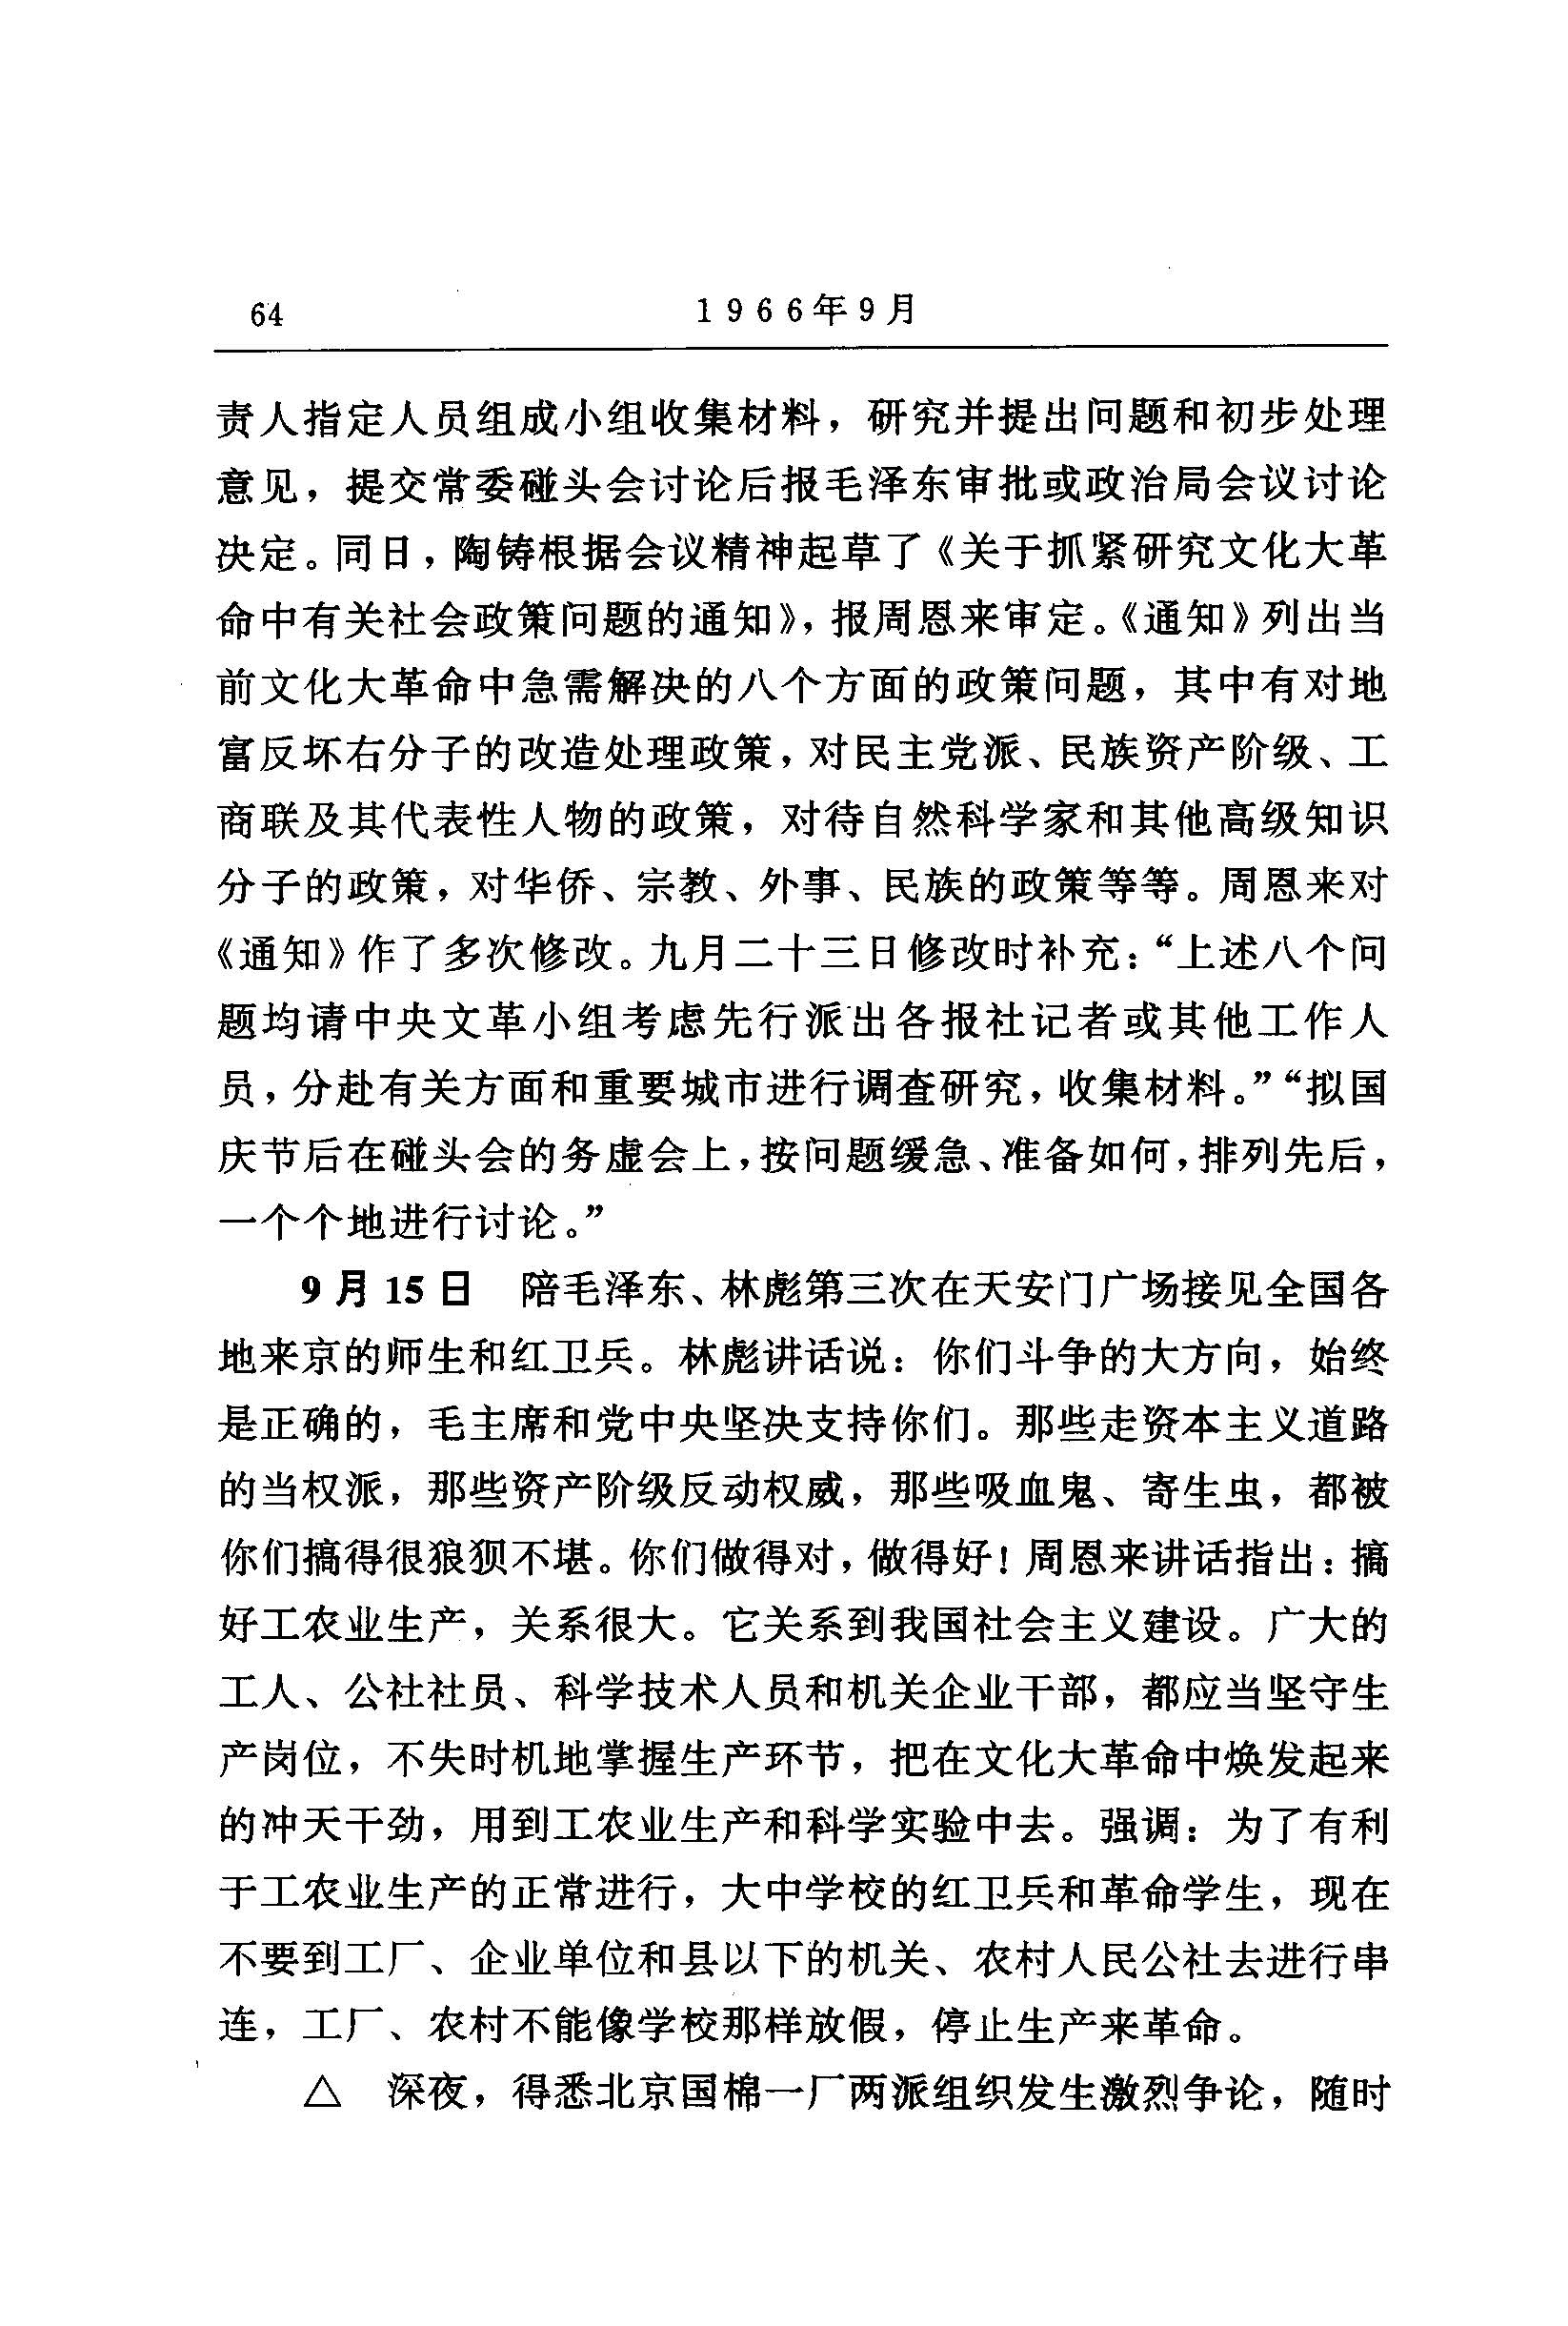 64
1966年9月
责人指定人员组成小组收集材料，研究并提出问题和初步处理
意见，提交常委碰头会讨论后报毛泽东审批或政治局会议讨论
决定。同日，陶铸根据会议精神起草了《关于抓紧研究文化大革
命中有关社会政策问题的通知》，报周恩来审定。《通知》列出当
前文化大革命中急需解决的八个方面的政策问题，其中有对地
富反坏右分子的改造处理政策，对民主党派、民族资产阶级、工
商联及其代表性人物的政策，对待自然科学家和其他高级知识
分子的政策，对华侨、宗教、外事、民族的政策等等。周恩来对
《通知》作了多次修改。九月二十三日修改时补充：“上述八个问
题均请中央文革小组考虑先行派出各报社记者或其他工作人
员，分赴有关方面和重要城市进行调查研究，收集材料。”“拟国
庆节后在碰头会的务虚会上，按问题缓急、准备如何，排列先后，
一个个地进行讨论。”
9月15日　陪毛泽东、林彪第三次在天安门广场接见全国各
地来京的师生和红卫兵。林彪讲话说：你们斗争的大方向，始终
是正确的，毛主席和党中央坚决支持你们。那些走资本主义道路
的当权派，那些资产阶级反动权威，那些吸血鬼、寄生虫，都被
你们搞得很狼狈不堪。你们做得对，做得好！周恩来讲话指出：搞
好工农业生产，关系很大。它关系到我国社会主义建设。广大的
工人、公社社员、科学技术人员和机关企业干部，都应当坚守生
产岗位，不失时机地掌握生产环节，把在文化大革命中焕发起来
的冲天干劲，用到工农业生产和科学实验中去。强调：为了有利
于工农业生产的正常进行，大中学校的红卫兵和革命学生，现在
不要到工厂、企业单位和县以下的机关、农村人民公社去进行串
连，工厂、农村不能像学校那样放假，停止生产来革命。
△　深夜，得悉北京国棉一厂两派组织发生激烈争论，随时